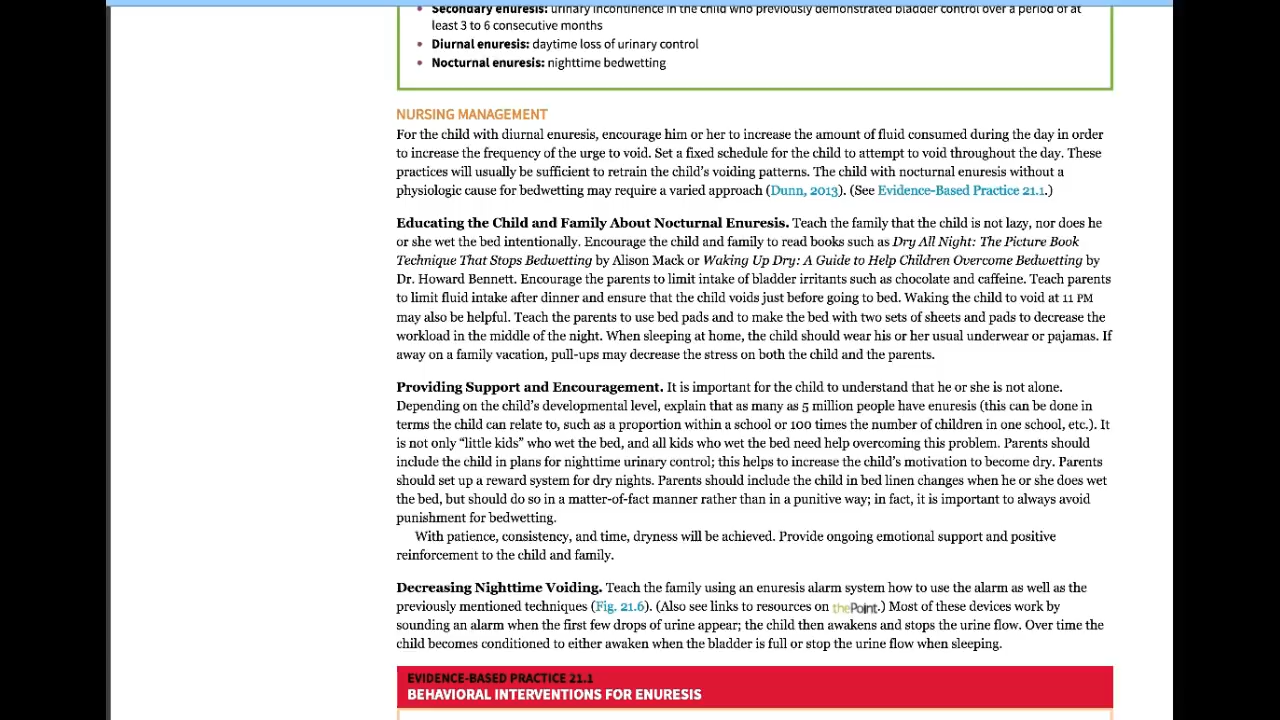 Secondary enuresis: urinary incontinence in the child who previously demonstrated bladder control over a period of at
least 3 to 6 consecutive months
• Diurnal enuresis: daytime loss of urinary control
• Nocturnal enuresis: nighttime bedwetting
NURSING MANAGEMENT
For the child with diurnal enuresis, encourage him or her to increase the amount of fluid consumed during the day in order
to increase the frequency of the urge to void. Set a fixed schedule for the child to attempt to void throughout the day. These
practices will usually be sufficient to retrain the child’s voiding patterns. The child with nocturnal enuresis without a
physiologic cause for bedwetting may require a varied approach (Dunn, 2013). (See Evidence-Based Practice 21.1.)
Educating the Child and Family About Nocturnal Enuresis. Teach the family that the child is not lazy, nor does he
or she wet the bed intentionally. Encourage the child and family to read books such as Dry All Night: The Picture Book
Technique That Stops Bedwetting by Alison Mack or Waking Up Dry: A Guide to Help Children Overcome Bedwetting by
Dr. Howard Bennett. Encourage the parents to limit intake of bladder irritants such as chocolate and caffeine. Teach parents
to limit fluid intake after dinner and ensure that the child voids just before going to bed. Waking the child to void at 11 PM
may also be helpful. Teach the parents to use bed pads and to make the bed with two sets of sheets and pads to decrease the
workload in the middle of the night. When sleeping at home, the child should wear his or her usual underwear or pajamas. If
away on a family vacation, pull-ups may decrease the stress on both the child and the parents.
Providing Support and Encouragement. It is important for the child to understand that he or she is not alone.
Depending on the child’s developmental level, explain that as many as 5 million people have enuresis (this can be done in
terms the child can relate to, such as a proportion within a school or 100 times the number of children in one school, etc.). It
is not only “little kids” who wet the bed, and all kids who wet the bed need help overcoming this problem. Parents should
include the child in plans for nighttime urinary control; this helps to increase the child’s motivation to become dry. Parents
should set up a reward system for dry nights. Parents should include the child in bed linen changes when he or she does wet
the bed, but should do so in a matter-of-fact manner rather than in a punitive way; in fact, it is important to always avoid
punishment for bedwetting.
With patience, consistency, and time, dryness will be achieved. Provide ongoing emotional support and positive
reinforcement to the child and family.
Decreasing Nighttime Voiding. Teach the family using an enuresis alarm system how to use the alarm as well as the
previously mentioned techniques (Fig. 21.6). (Also see links to resources on thePoint.) Most of these devices work by
sounding an alarm when the first few drops of urine appear; the child then awakens and stops the urine flow. Over time the
child becomes conditioned to either awaken when the bladder is full or stop the urine flow when sleeping.
EVIDENCE-BASED PRACTICE 21.1
BEHAVIORAL INTERVENTIONS FOR ENURESIS